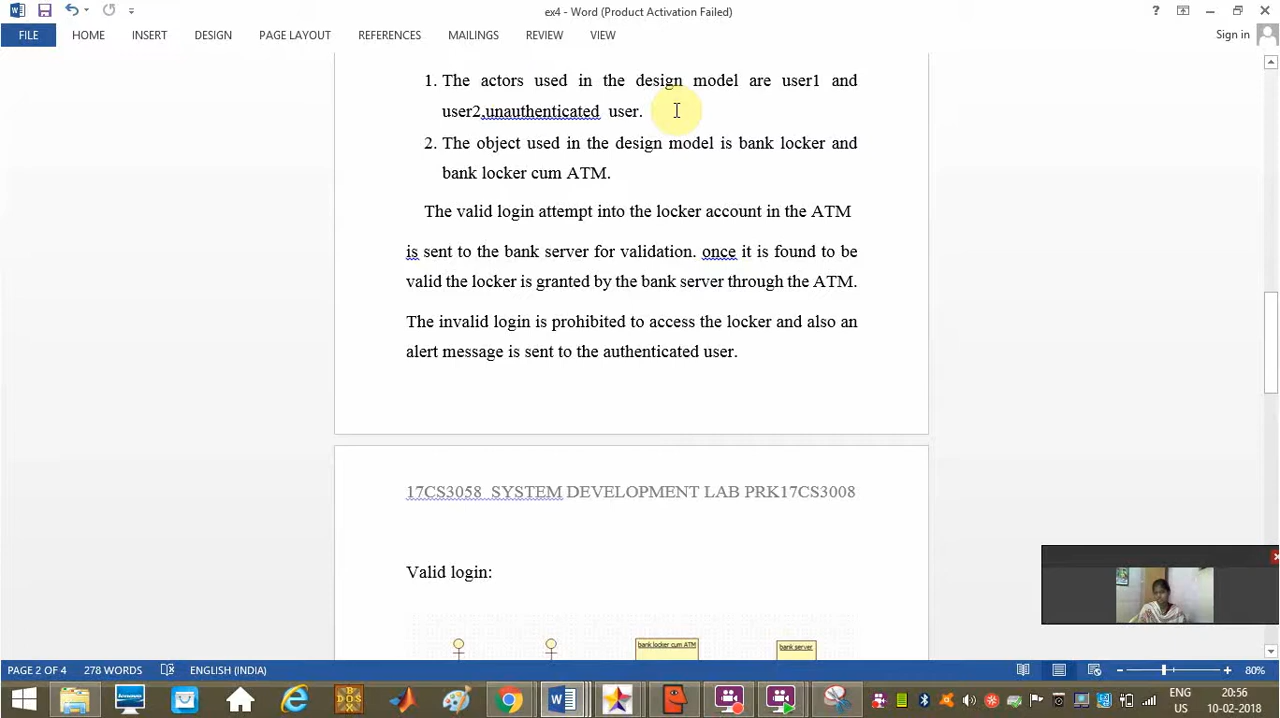 ex4 - Word (Product Activation Failed)
FILE HOME INSERT DESIGN PAGE LAYOUT REFERENCES MAILINGS REVIEW VIEW Sign in
1. The actors used in the design model are user1 and
user2,unauthenticated user.
2. The object used in the design model is bank locker and
bank locker cum ATM.
The valid login attempt into the locker account in the ATM
is sent to the bank server for validation. once it is found to be
valid the locker is granted by the bank server through the ATM.
The invalid login is prohibited to access the locker and also an
alert message is sent to the authenticated user.
17CS3058 SYSTEM DEVELOPMENT LAB PRK17CS3008
Valid login:
bank locker cum ATM
bank server
PAGE 2 OF 4 278 WORDS ENGLISH (INDIA) 80%
ENG 20:56
US 10-02-2018